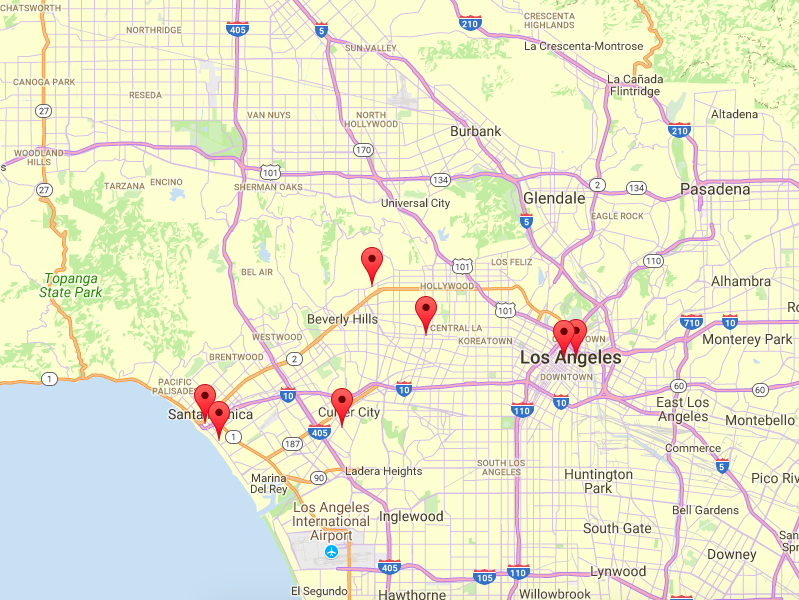 CHATSWORTH
CRESCENTA
HIGHLANDS
210
NORTHRIDGE
405
5
SUN VALLEY
La Crescenta-Montrose
CANOGA PARK
La Cañada
Flintridge
RESEDA
27
VAN NUYS
NORTH
HOLLYWOOD
Burbank
Altadena
210
WOODLAND
HILLS
170
s
101
134
2
134
27
TARZANA
ENCINO
SHERMAN OAKS
Universal City
Glendale
Pasadena
5
EAGLE ROCK
BEL AIR
101
LOS FELIZ
110
Topanga
State Park
HOLLYWOOD
Alhambra
Beverly Hills
101
Ro
CENTRAL LA
710
10
WESTWOOD
KOREATOWN
Monterey Park
BRENTWOOD
2
Los Angeles
1
PACIFIC
PALISADES
DOWNTOWN
60
60
10
10
10
East Los
Angeles
Santa Monica
Culver City
110
Montebello
1
187
405
Commerce
5
90
Ladera Heights
SOUTH LOS
ANGELES
Marina
Del Rey
Huntington
Park
Pico Riv
Los Angeles
International
Airport
Inglewood
Bell Gardens
South Gate
San
Sp
Downey
405
105
110
Lynwood
El Segundo
Hawthorne
Willowbrook